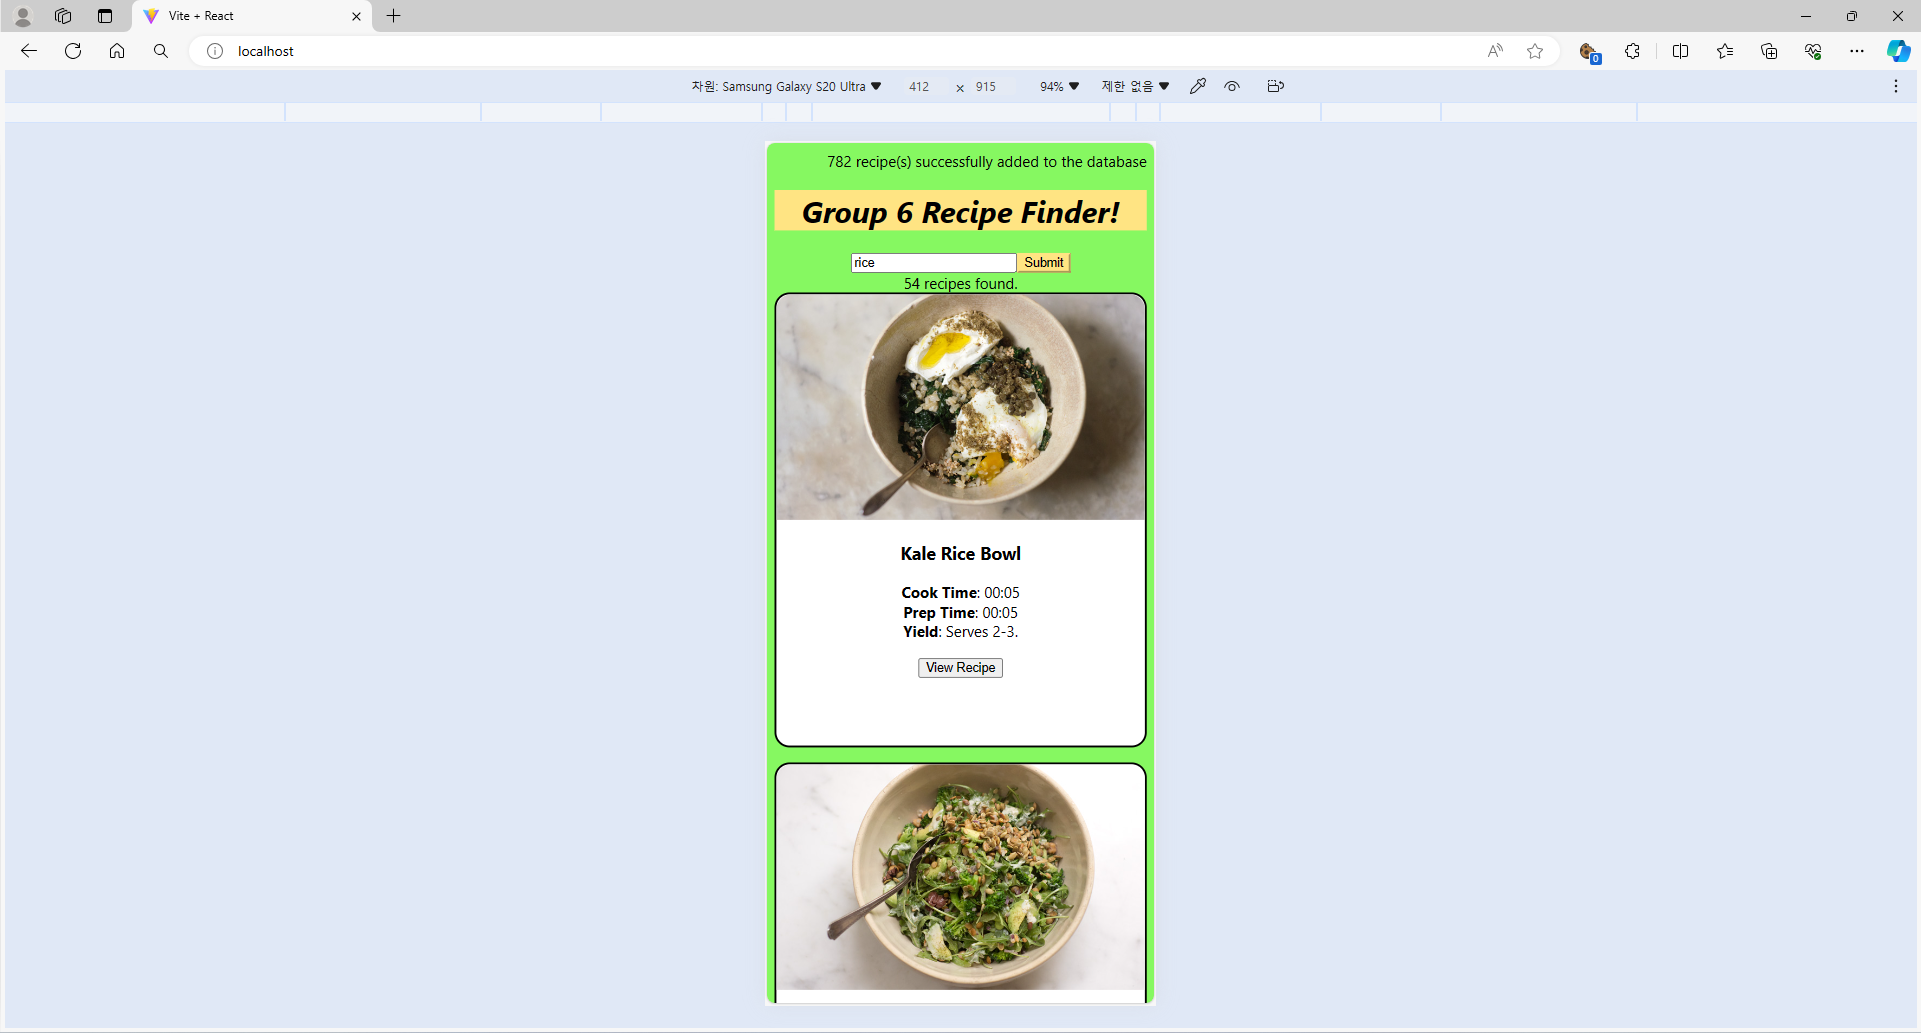 Vite + React
localhost
0
차원: Samsung Galaxy S20 Ultra 412 × 915 94% 제한 없음
782 recipe(s) successfully added to the database
Group 6 Recipe Finder!
rice Submit
54 recipes found.
Kale Rice Bowl
Cook Time: 00:05
Prep Time: 00:05
Yield: Serves 2-3.
View Recipe